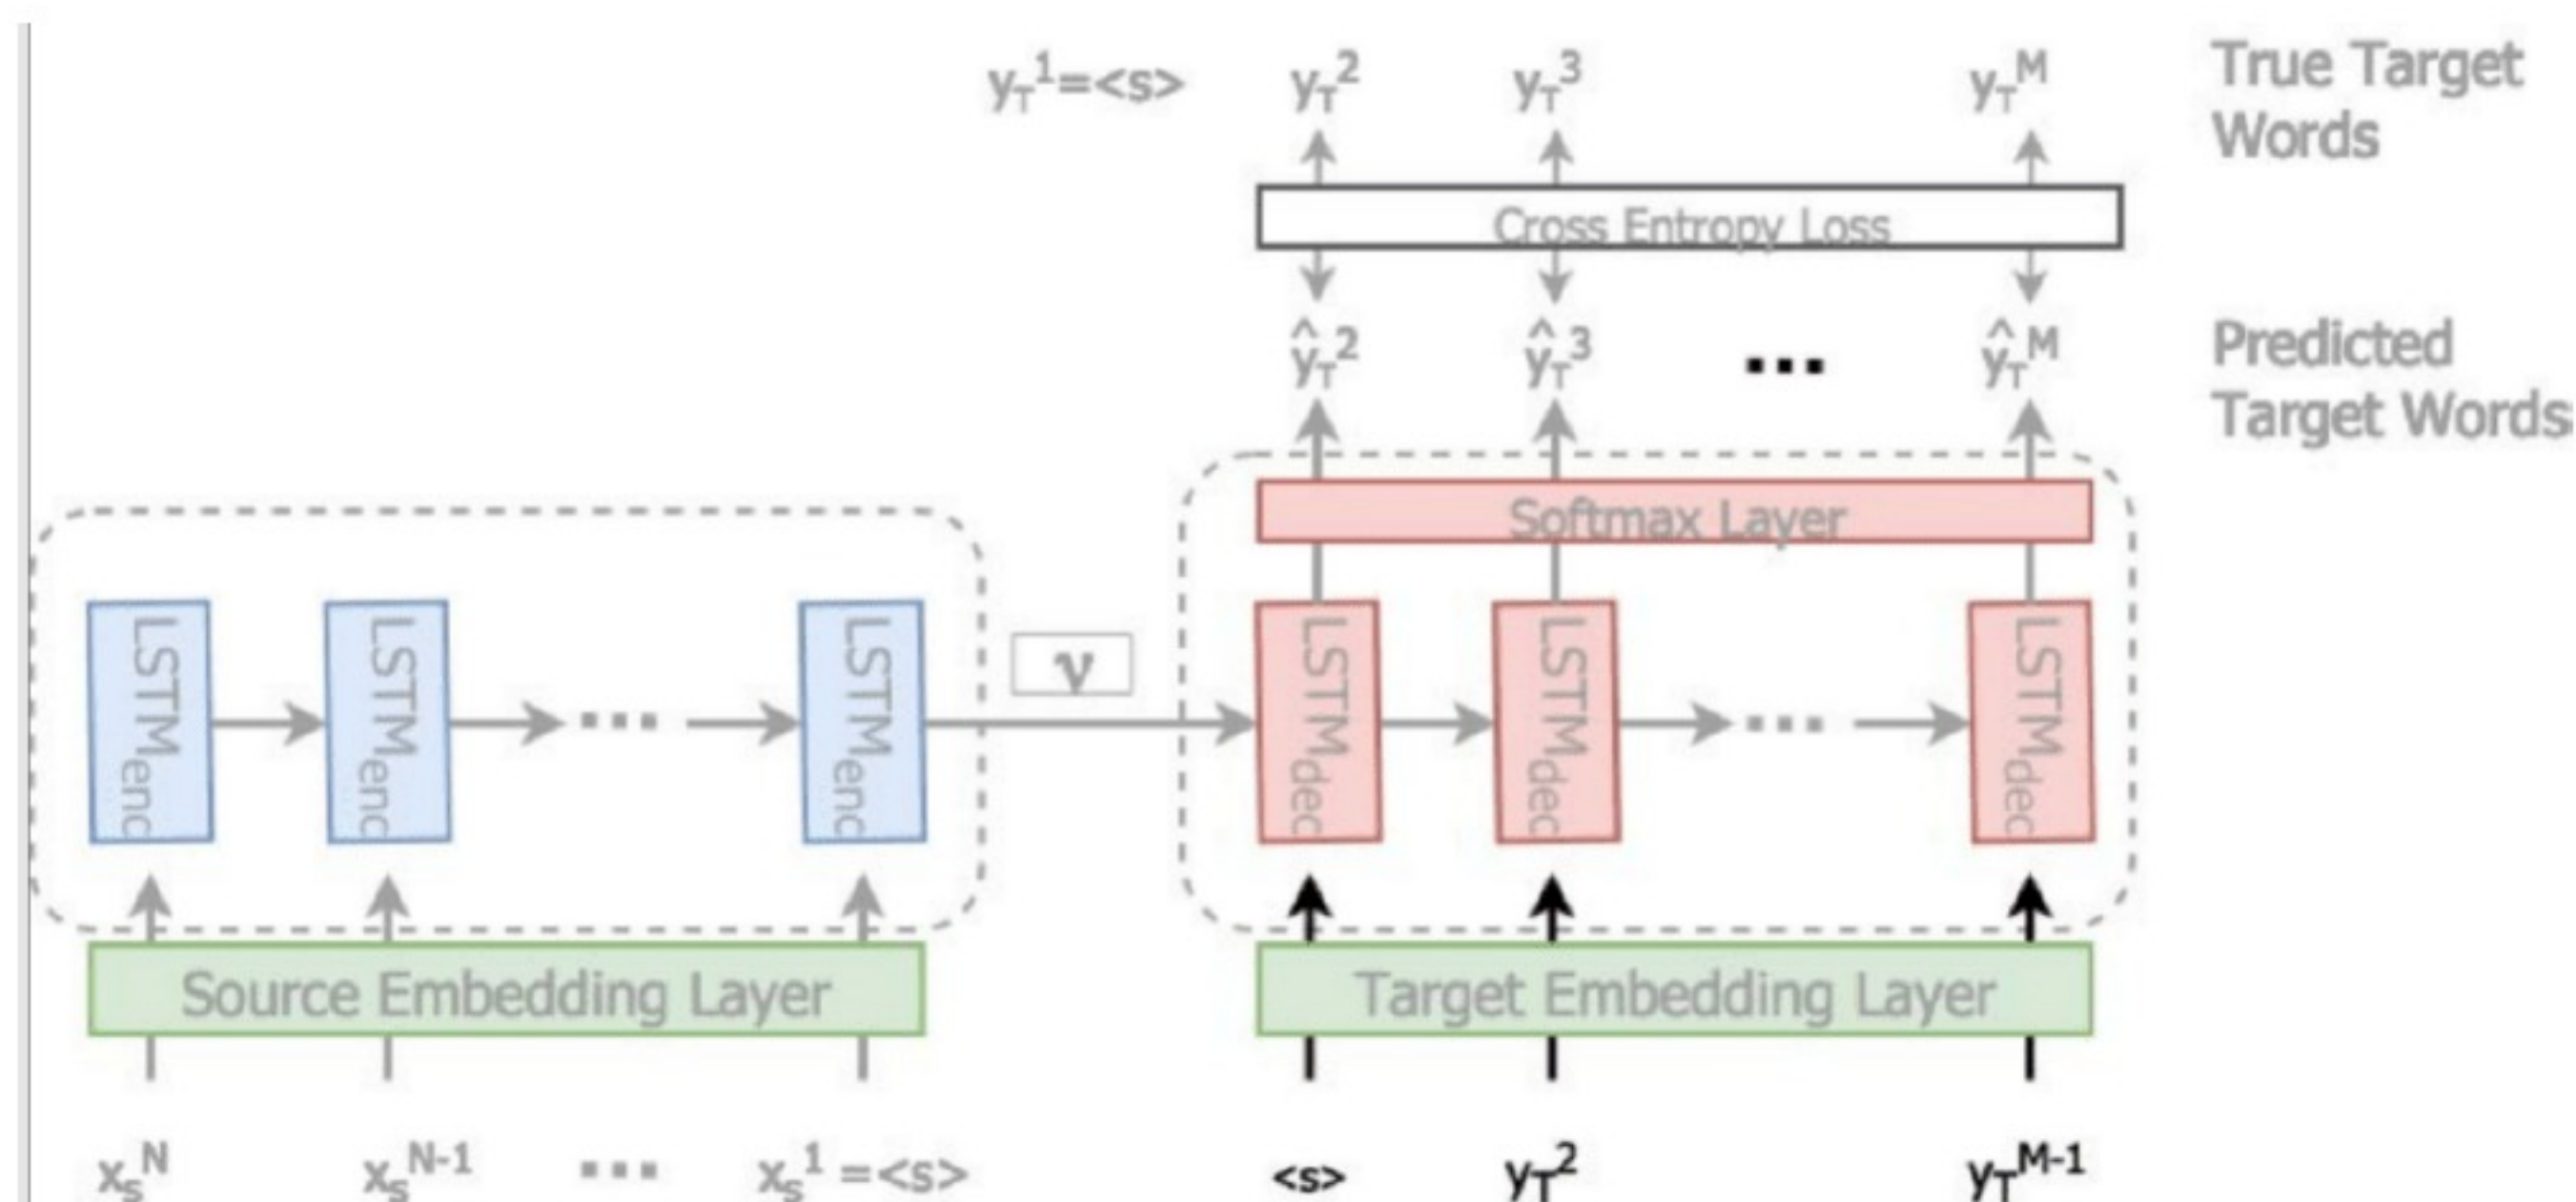 y_T^1=<s> y_T^2 y_T^3 y_T^M
True Target
Words
Cross Entropy Loss
ŷ_T^2 ŷ_T^3 ... ŷ_T^M
Predicted
Target Words
Softmax Layer
LSTM_enc LSTM_enc ... LSTM_enc
v
LSTM_dec LSTM_dec ... LSTM_dec
Source Embedding Layer
Target Embedding Layer
x_s^N x_s^N-1 ... x_s^1 =<s>
<s> y_T^2 y_T^M-1